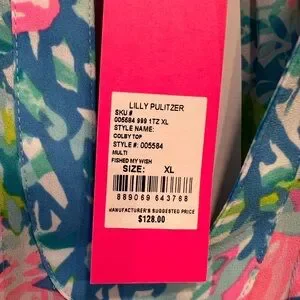 LILLY PULITZER
SKU #
005584 999 1TZ XL
STYLE NAME:
COLBY TOP
STYLE #: 005584
MULTI
FISHED MY WISH
SIZE: XL
889069 643768
MANUFACTURER'S SUGGESTED PRICE
$128.00